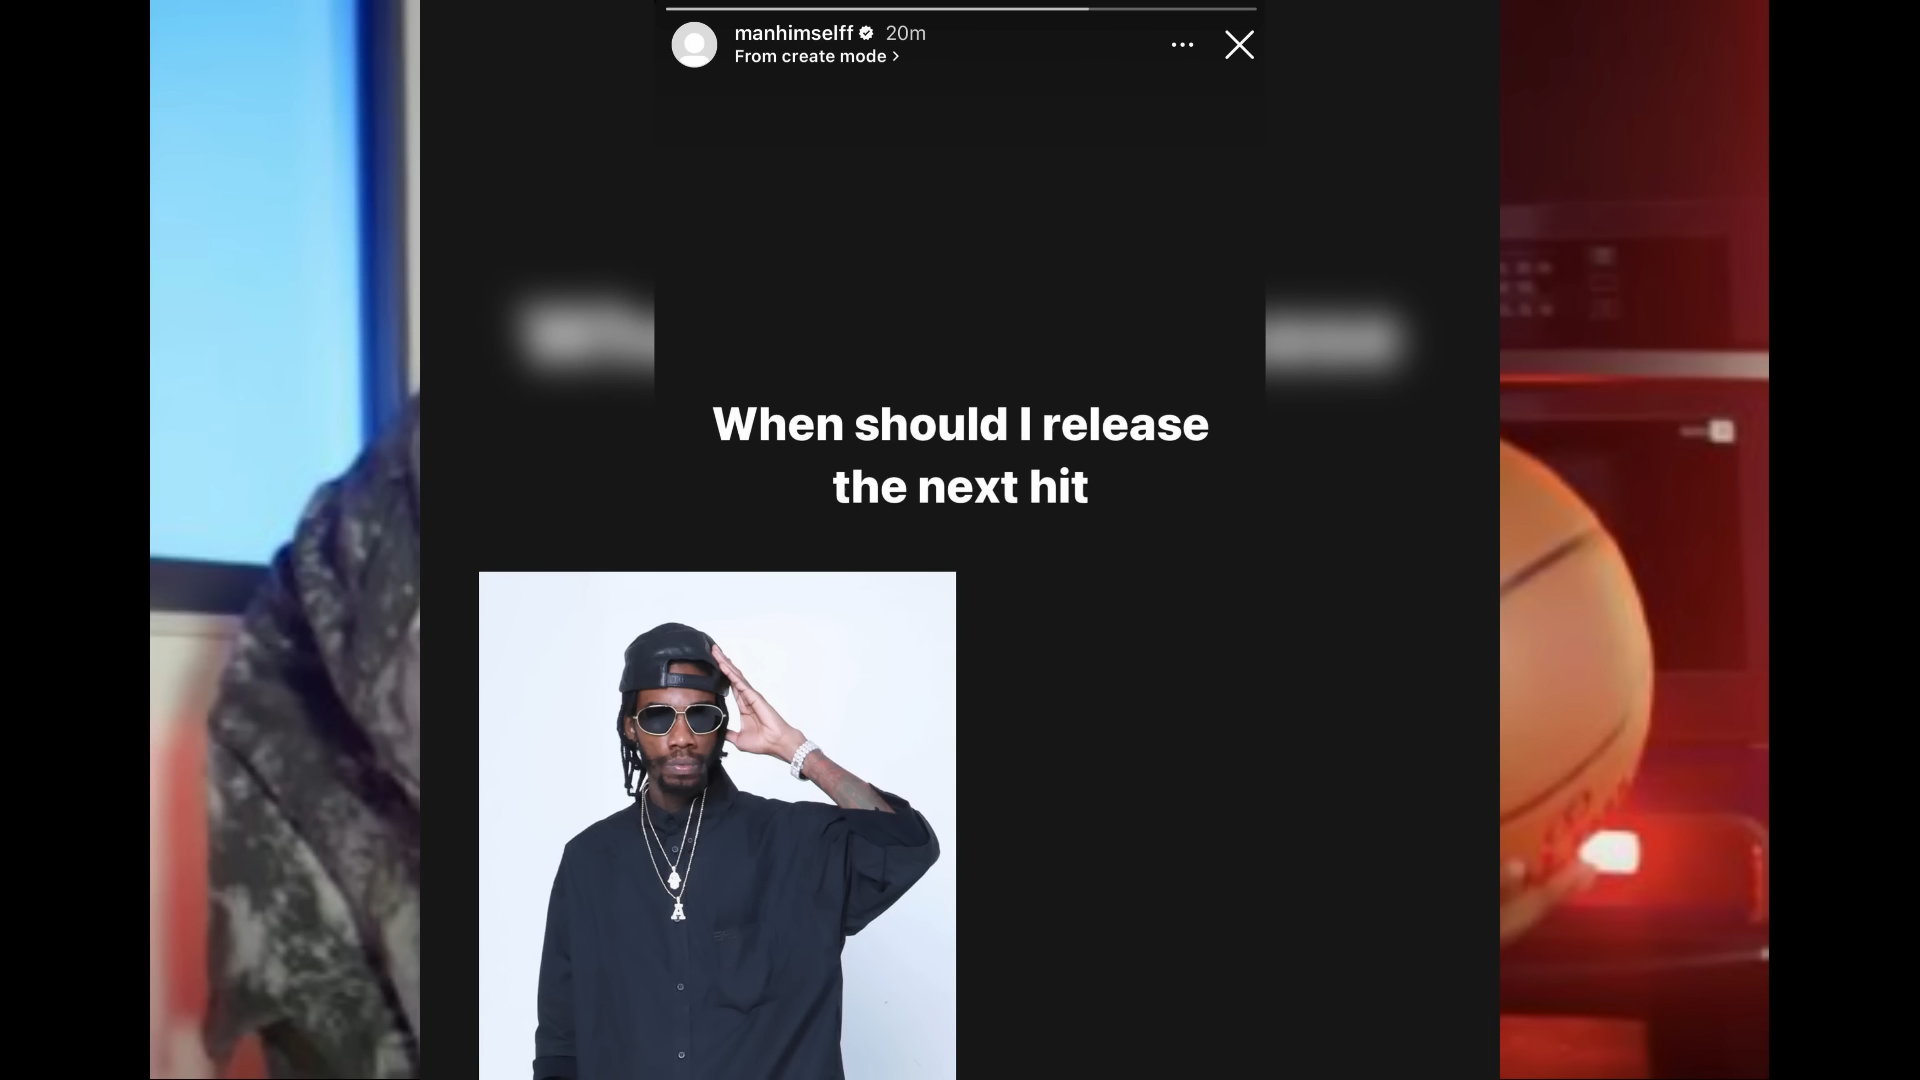 manhimselff 20m
From create mode >
When should I release
the next hit
A